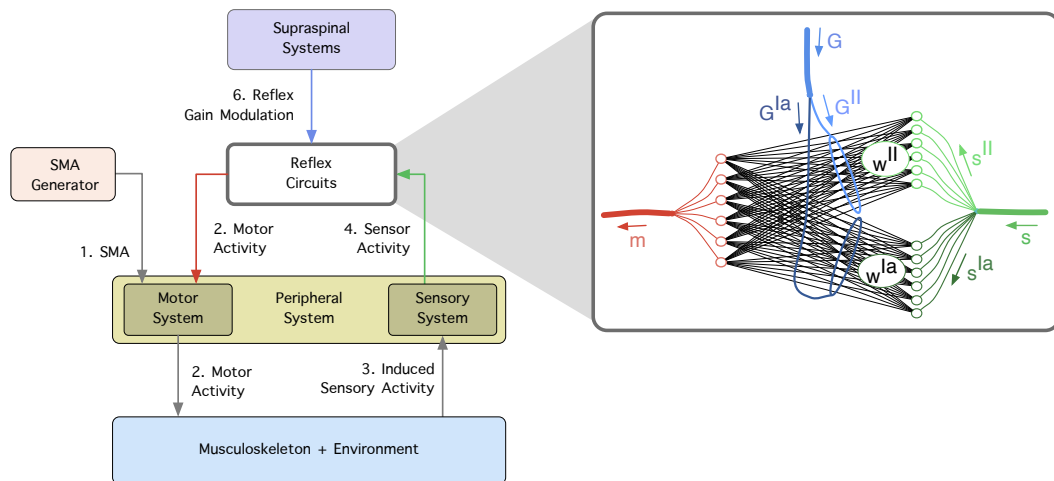 Supraspinal
Systems
6. Reflex
Gain Modulation
SMA
Generator
Reflex
Circuits
1. SMA
2. Motor
Activity
4. Sensor
Activity
Motor
System
Peripheral
System
Sensory
System
2. Motor
Activity
3. Induced
Sensory Activity
Musculoskeleton + Environment
G
G^Ia
G^II
w^II
s^II
m
s
w^Ia
s^Ia